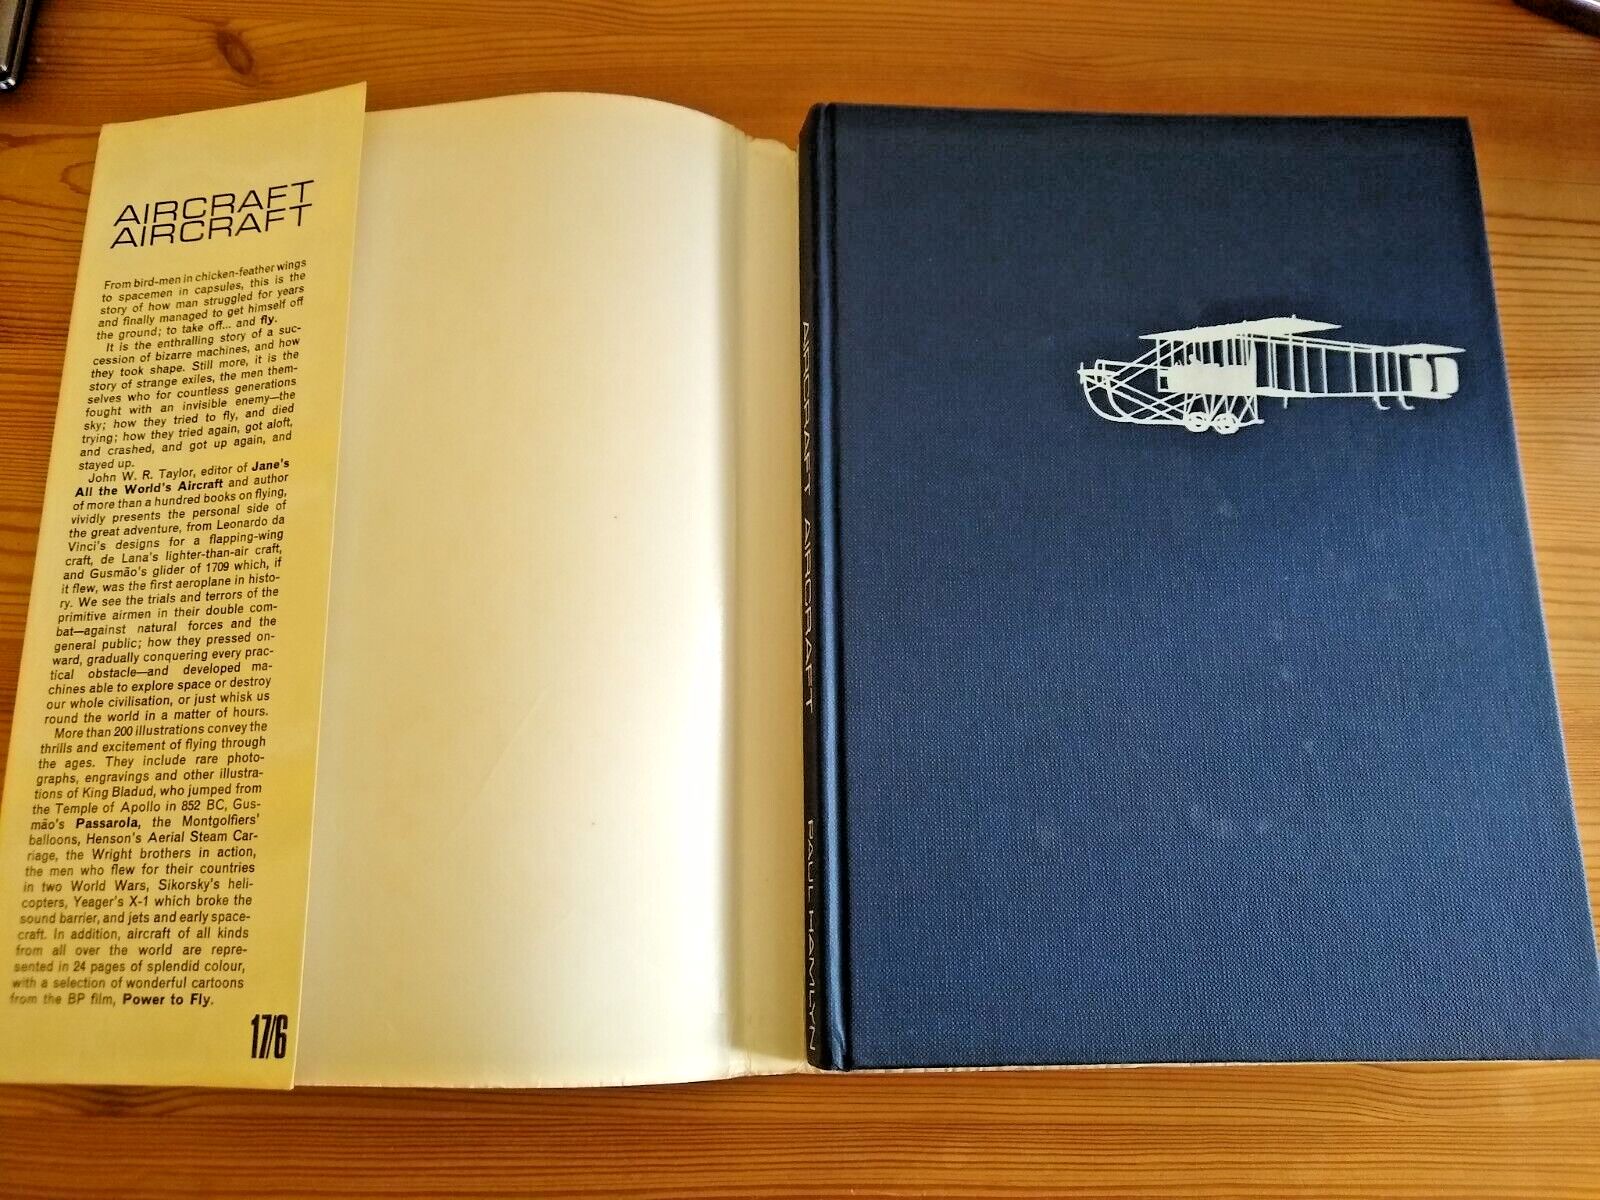 AIRCRAFT
AIRCRAFT
From bird-men in chicken-feather wings
to spacemen in capsules, this is the
story of how man struggled for years
and finally managed to get himself off
the ground; to take off... and fly.
It is the enthralling story of a suc-
cession of bizarre machines, and how
they took shape. Still more, it is the
story of strange exiles, the men them-
selves who for countless generations
fought with an invisible enemy—the
sky; how they tried to fly, and died
trying; how they tried again, got aloft,
and crashed, and got up again, and
stayed up.
John W. R. Taylor, editor of Jane's
All the World's Aircraft and author
of more than a hundred books on flying,
vividly presents the personal side of
the great adventure, from Leonardo da
Vinci's designs for a flapping-wing
craft, de Lana's lighter-than-air craft,
and Gusmão's glider of 1709 which, if
it flew, was the first aeroplane in histo-
ry. We see the trials and terrors of the
primitive airmen in their double com-
bat—against natural forces and the
general public; how they pressed on-
ward, gradually conquering every prac-
tical obstacle—and developed ma-
chines able to explore space or destroy
our whole civilisation, or just whisk us
round the world in a matter of hours.
More than 200 illustrations convey the
thrills and excitement of flying through
the ages. They include rare photo-
graphs, engravings and other illustra-
tions of King Bladud, who jumped from
the Temple of Apollo in 852 BC, Gus-
mão's Passarola, the Montgolfiers'
balloons, Henson's Aerial Steam Car-
riage, the Wright brothers in action,
the men who flew for their countries
in two World Wars, Sikorsky's heli-
copters, Yeager's X-1 which broke the
sound barrier, and jets and early space-
craft. In addition, aircraft of all kinds
from all over the world are repre-
sented in 24 pages of splendid colour,
with a selection of wonderful cartoons
from the BP film, Power to Fly.
17/6
AIRCRAFT AIRCRAFT PAUL HAMLYN